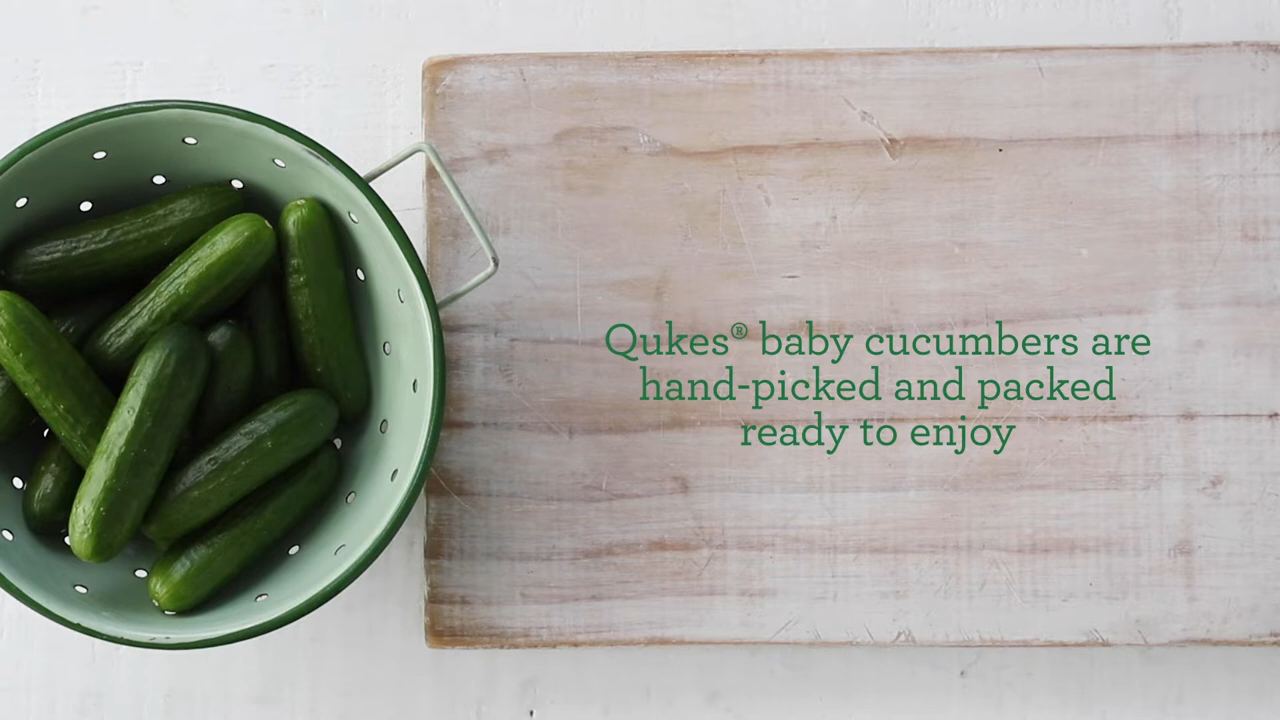 Qukes® baby cucumbers are
hand-picked and packed
ready to enjoy